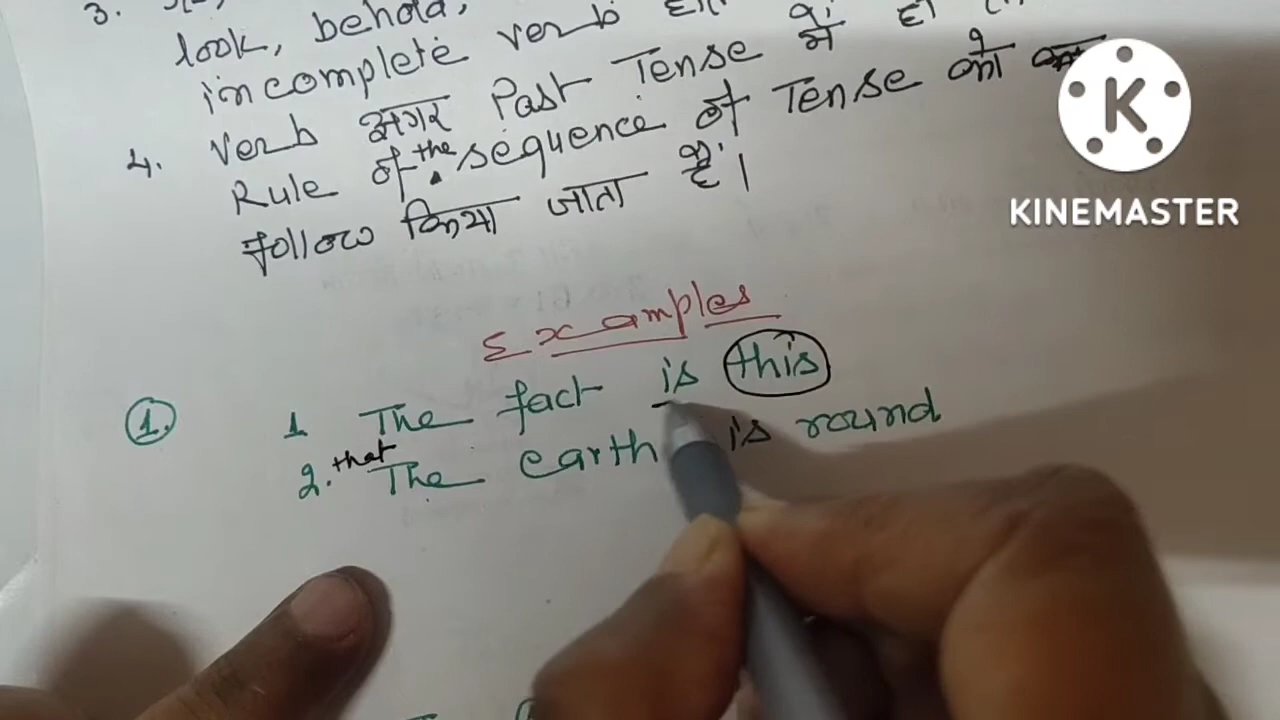 3.
look, behold,
incomplete verb
verb अगर Past Tense में हो
4. Rule of the sequence of Tense को
follow किया जाता है।
KINEMASTER
Examples
1. 1 The fact is this
2. that The earth is round